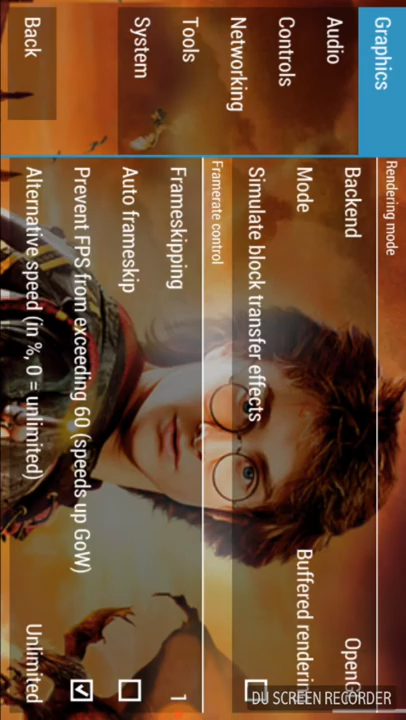 Graphics
Audio
Controls
Networking
Tools
System
Back
Rendering mode
Backend
Mode Buffered renderin
Simulate block transfer effects
Framerate control
Frameskipping 1
Auto frameskip
Prevent FPS from exceeding 60 (speeds up GoW)
Alternative speed (in %, 0 = unlimited) Unlimited
DU SCREEN RECORDER